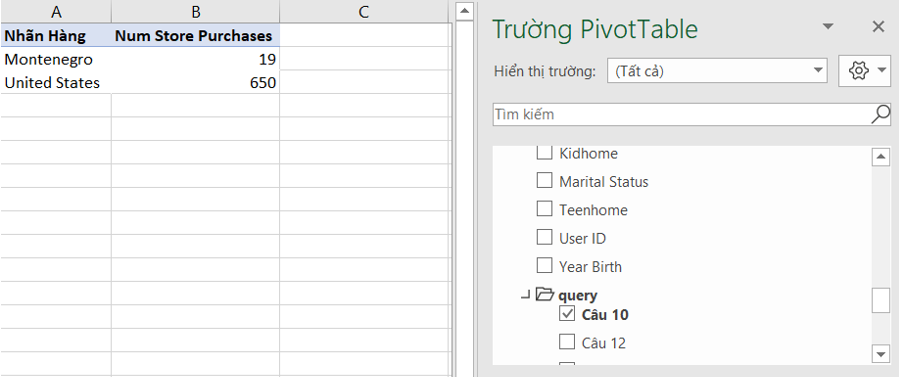 A B C
Nhãn Hàng Num Store Purchases
Montenegro 19
United States 650
Trường PivotTable
Hiển thị trường: (Tất cả)
Tìm kiếm
Kidhome
Marital Status
Teenhome
User ID
Year Birth
query
Câu 10
Câu 12